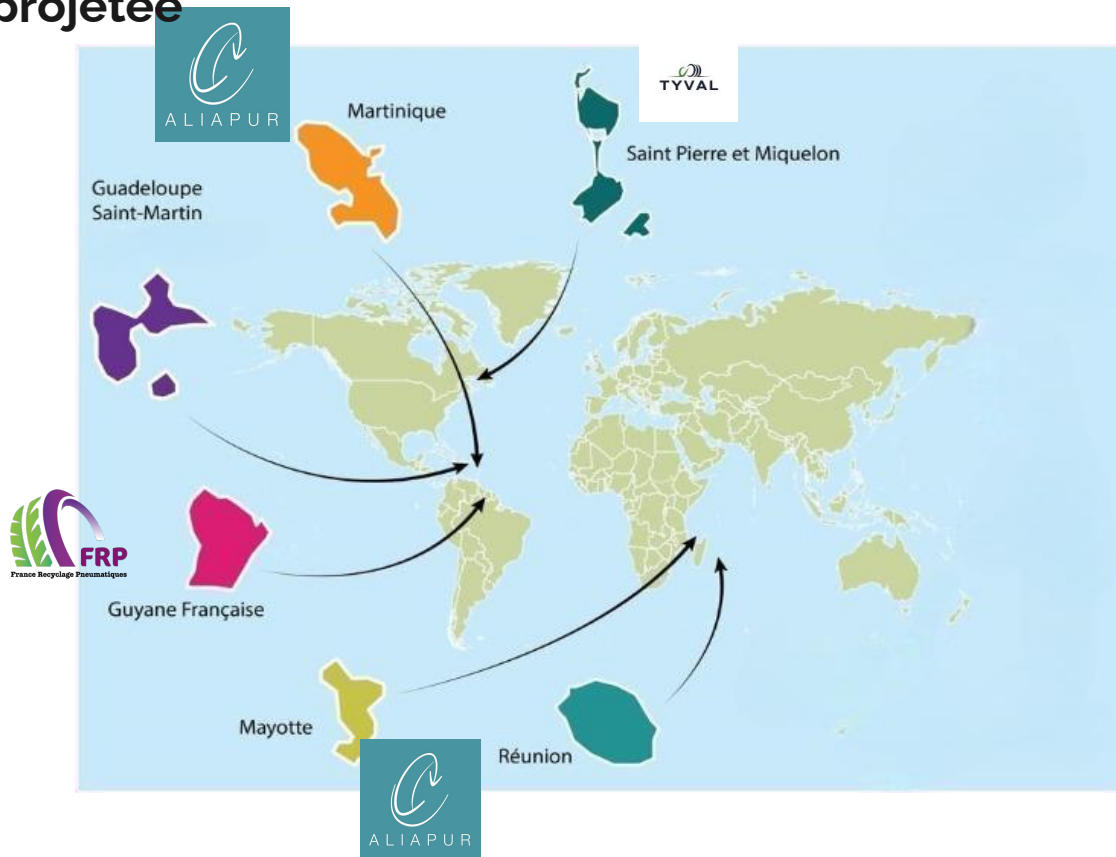 projetée
ALIAPUR
TYVAL
Martinique
Saint Pierre et Miquelon
Guadeloupe
Saint-Martin
FRP
France Recyclage Pneumatiques
Guyane Française
Mayotte
Réunion
ALIAPUR